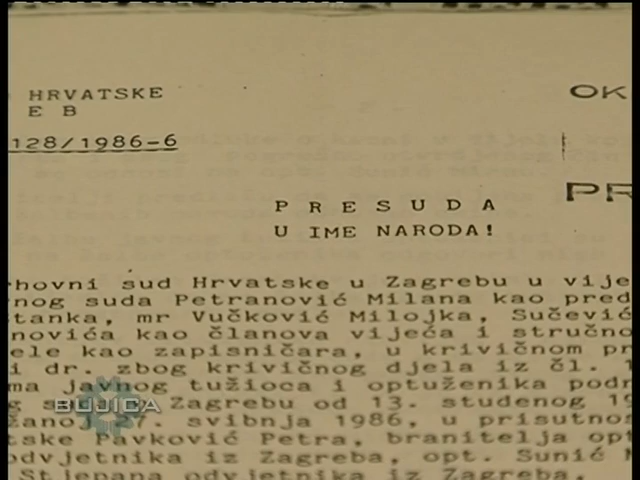 HRVATSKE
OK
E B
128/1986-6
PR
P R E S U D A
U IME NARODA!
rhovni sud Hrvatske u Zagrebu u vije
nog suda Petranović Milana kao pred
tanka, mr Vučković Milojka, Sučević
novića kao članova vijeća i stručno
ele kao zapisničara, u krivičnom pr
i dr. zbog krivičnog djela iz čl. 1
ma javnog tužioca i optuženika podn
g s Zagrebu od 13. studenog 19
BUJICA
žanoj 27. svibnja 1986, u prisutnos
tske Pavković Petra, branitelja opt
odvjetnika iz Zagreba, opt. Sunić M
Stjepana odvjetnika iz Zagreba,